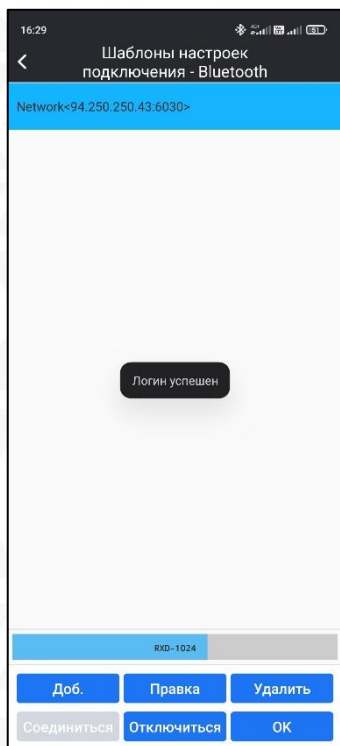 16:29
51
Шаблоны настроек
подключения - Bluetooth
Network<94.250.250.43:6030>
Логин успешен
RXD-1024
Доб.
Правка
Удалить
Соединиться
Отключиться
OK